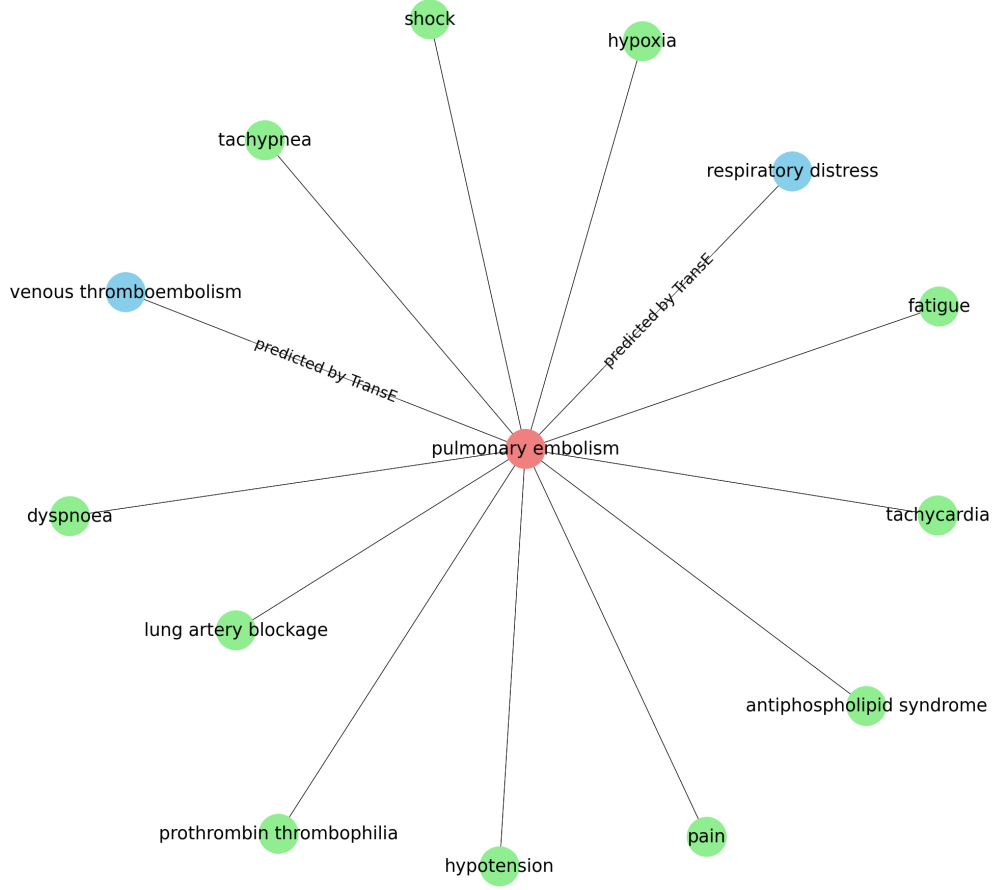 shock
hypoxia
tachypnea
respiratory distress
venous thromboembolism
fatigue
predicted by TransE
predicted by TransE
pulmonary embolism
dyspnoea
tachycardia
lung artery blockage
antiphospholipid syndrome
prothrombin thrombophilia
pain
hypotension